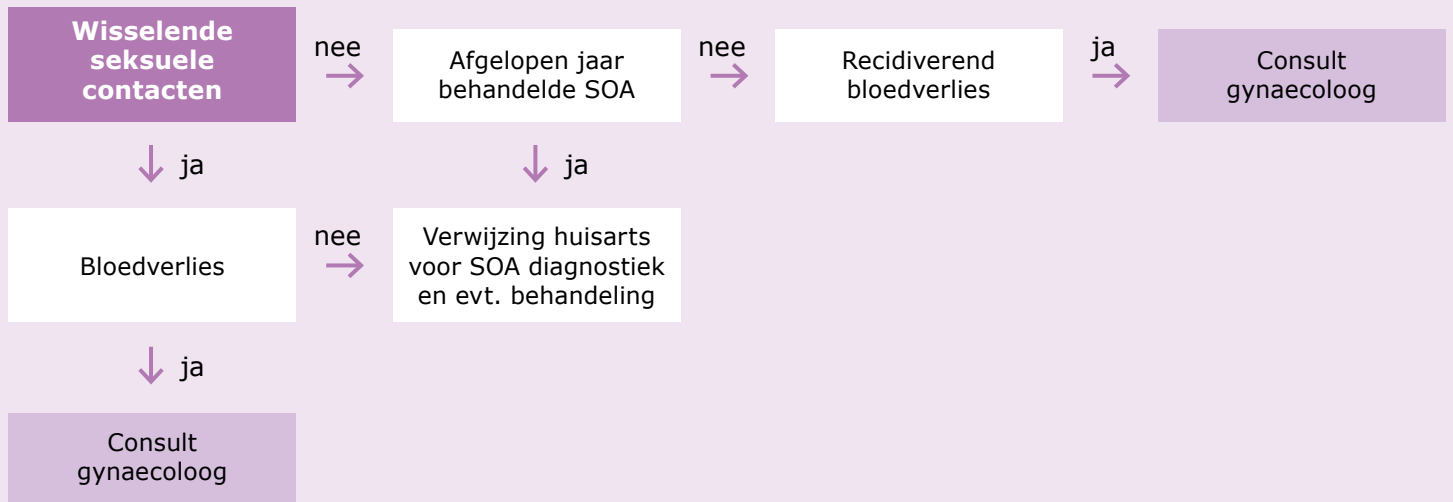 Wisselende
seksuele
contacten
nee
Afgelopen jaar
behandelde SOA
nee
Recidiverend
bloedverlies
ja
Consult
gynaecoloog
ja
ja
Bloedverlies
nee
Verwijzing huisarts
voor SOA diagnostiek
en evt. behandeling
ja
Consult
gynaecoloog